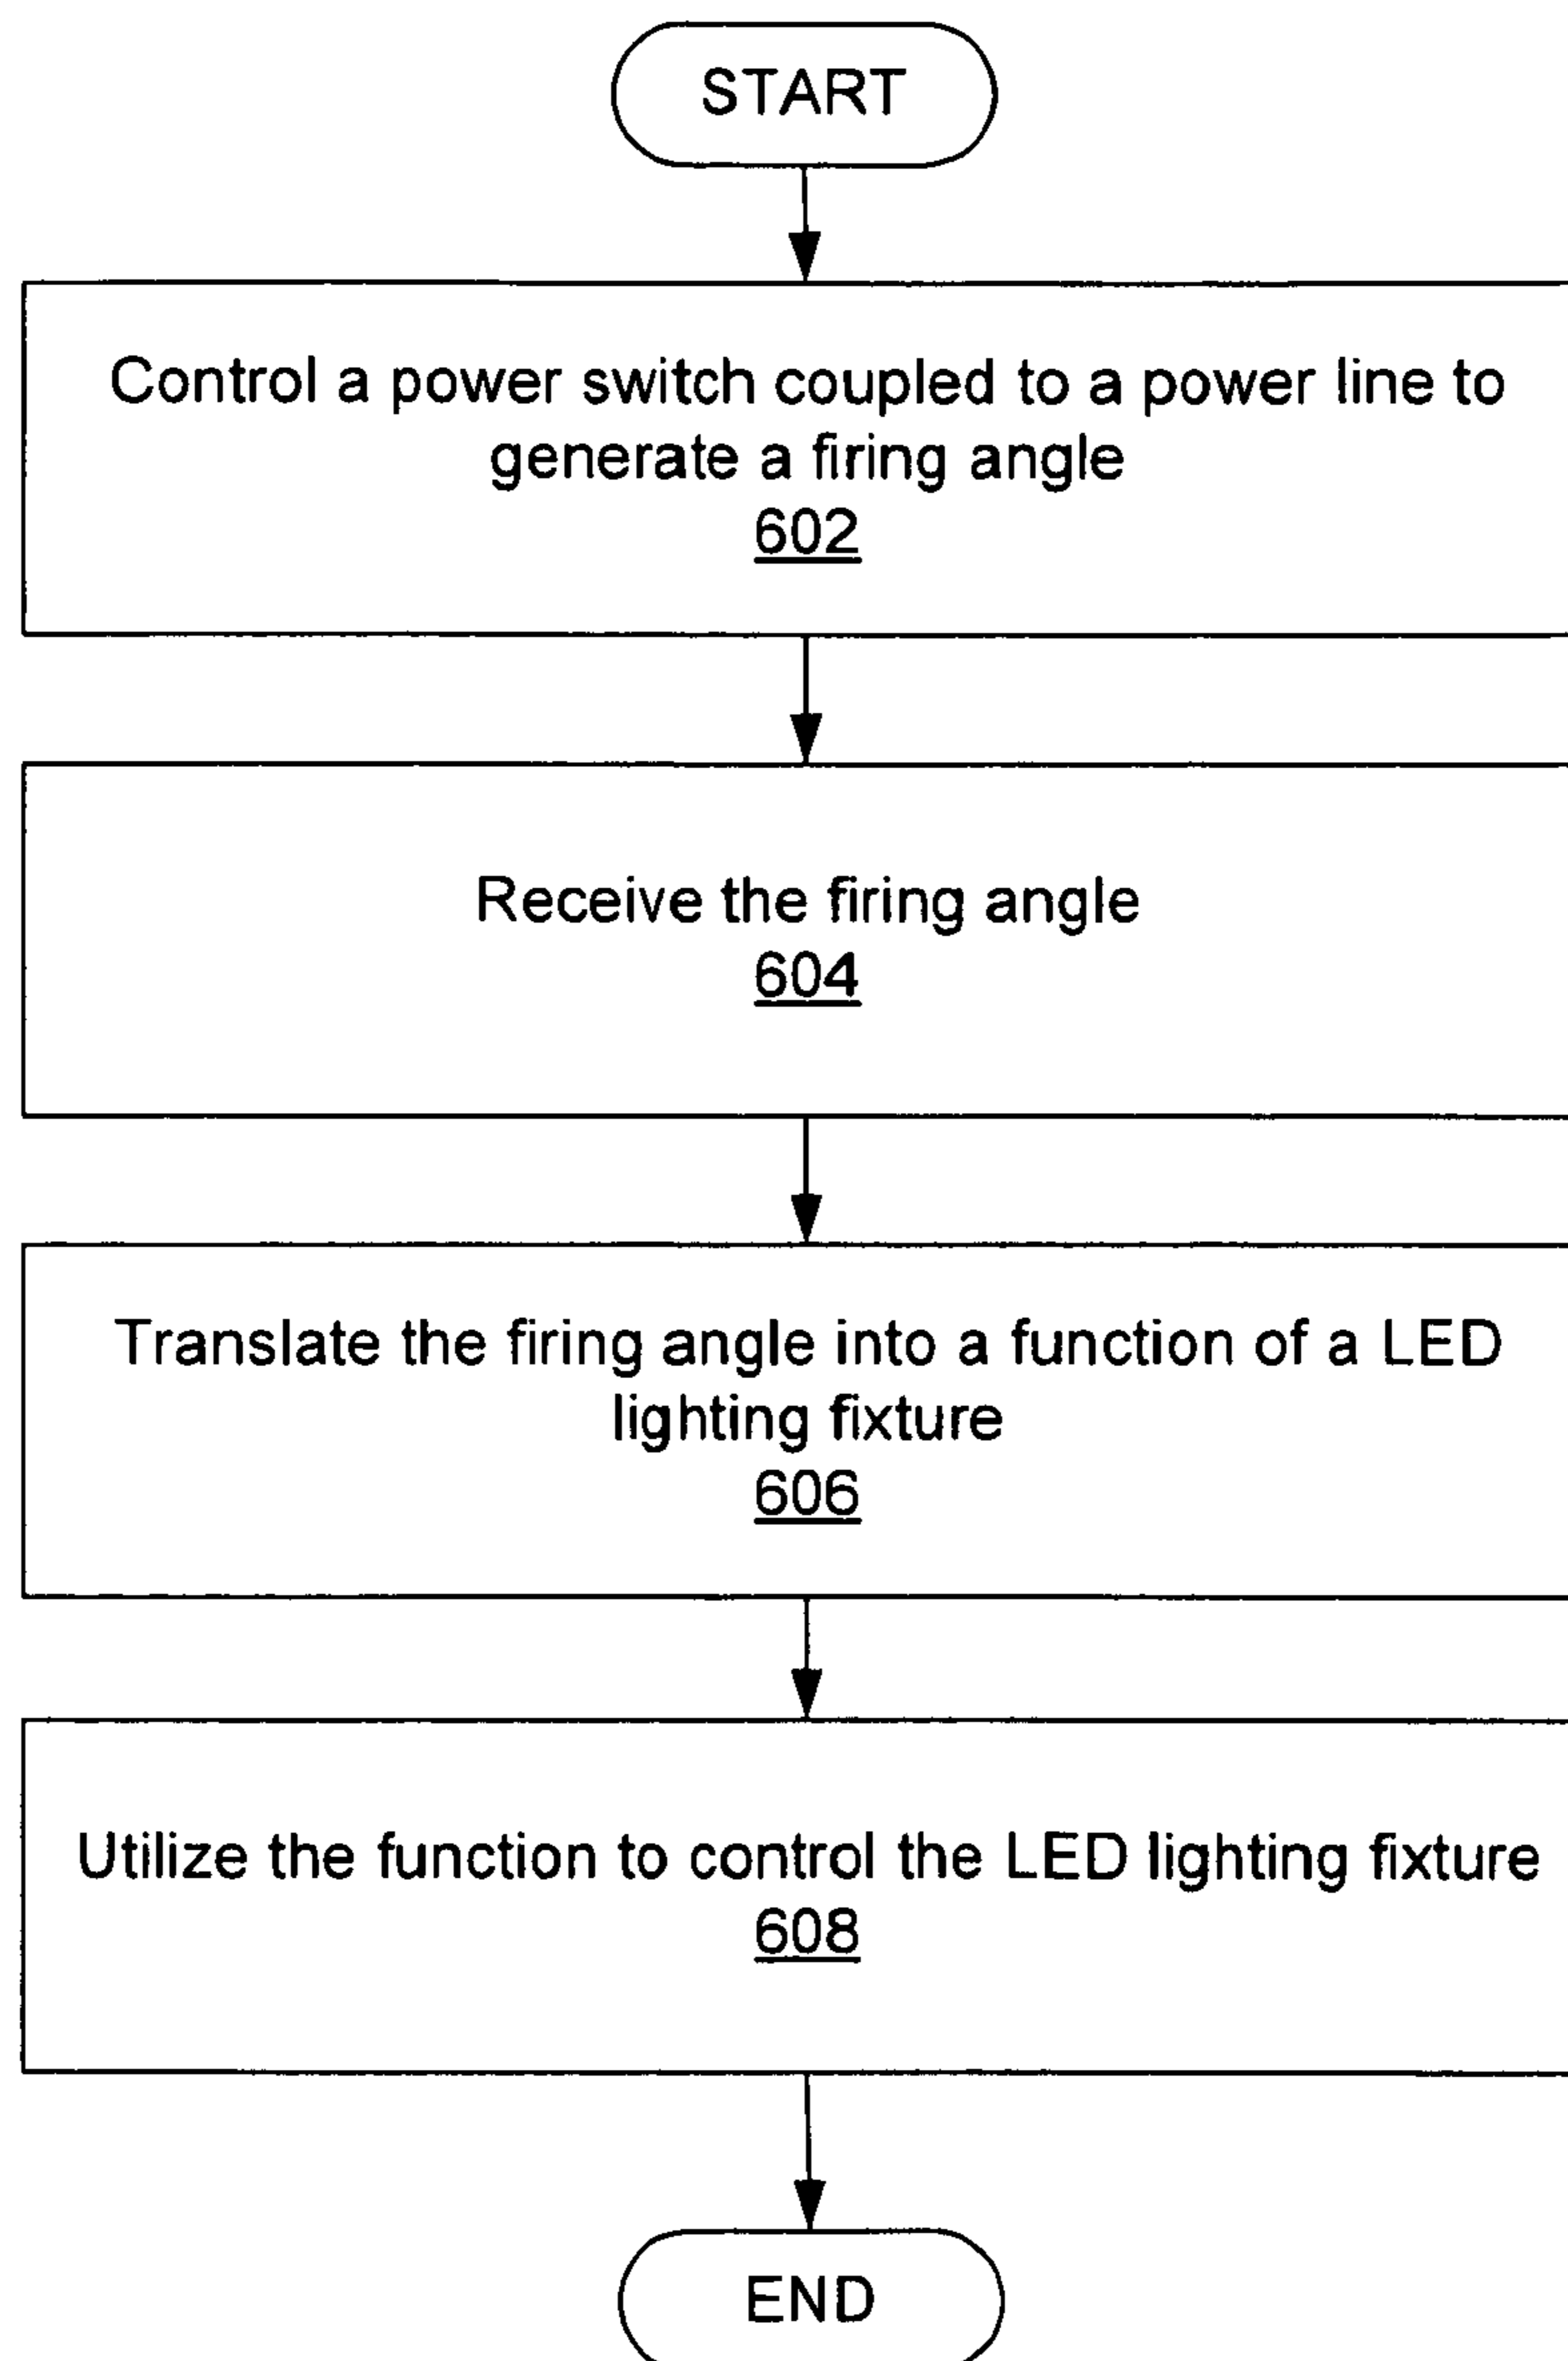 START
Control a power switch coupled to a power line to
generate a firing angle
602
Receive the firing angle
604
Translate the firing angle into a function of a LED
lighting fixture
606
Utilize the function to control the LED lighting fixture
608
END